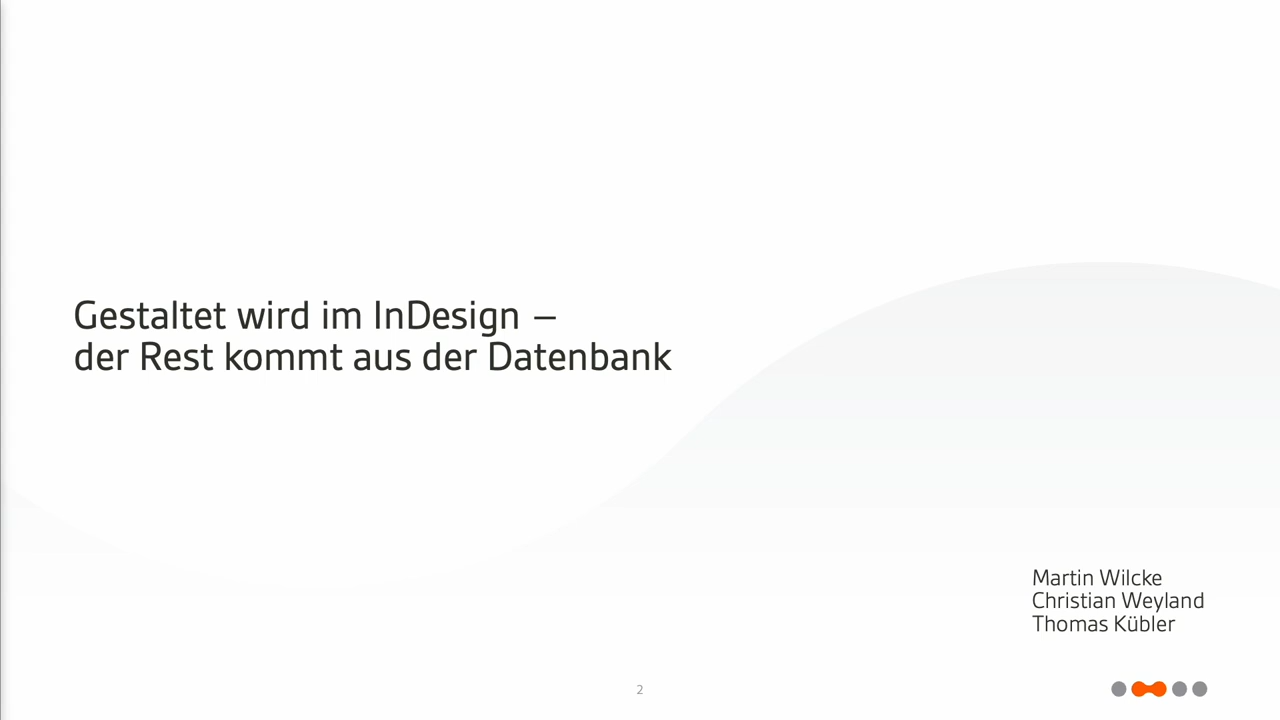 Gestaltet wird im InDesign –
der Rest kommt aus der Datenbank
Martin Wilcke
Christian Weyland
Thomas Kübler
2